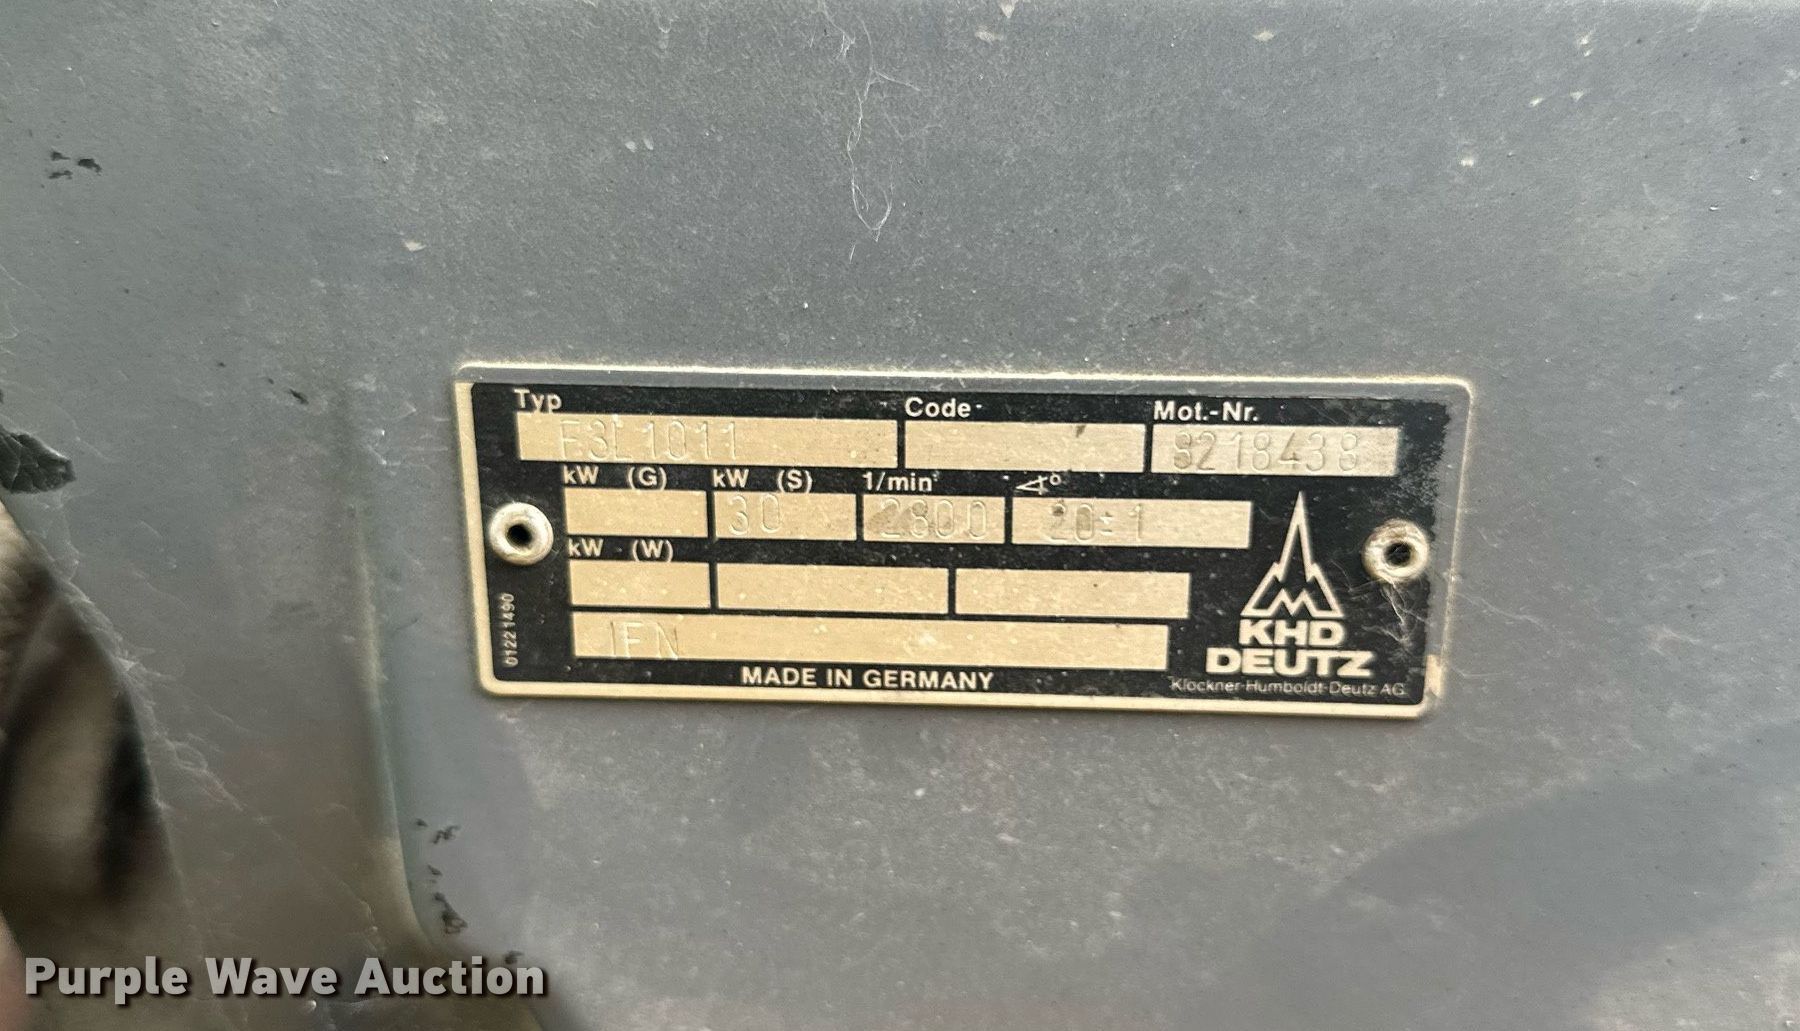 Typ Code Mot.-Nr.
F3L1011 8218438
kW (G) kW (S) 1/min ∢°
30 2800 20±1
kW (W)
IFN
01221490
MADE IN GERMANY
KHD
DEUTZ
Klöckner-Humboldt-Deutz AG
Purple Wave Auction